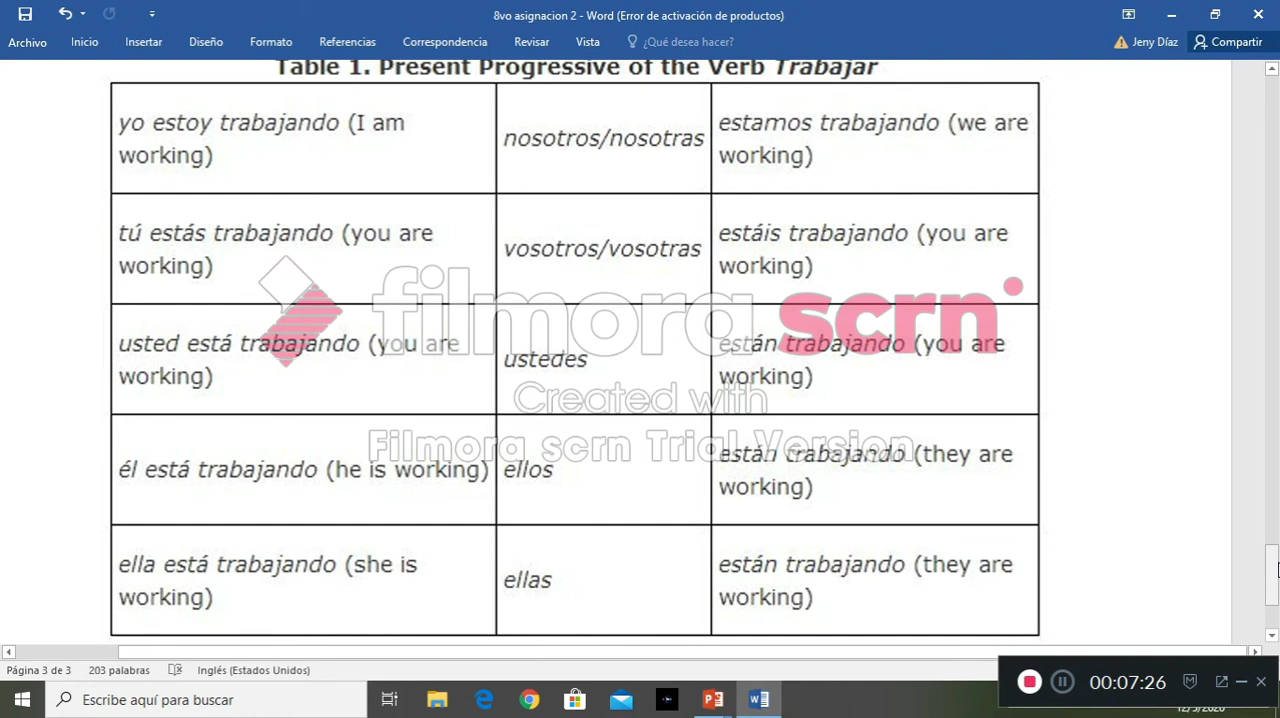 8vo asignacion 2 - Word (Error de activación de productos)
Archivo Inicio Insertar Diseño Formato Referencias Correspondencia Revisar Vista ¿Qué desea hacer? Jeny Díaz Compartir
Table 1. Present Progressive of the Verb Trabajar
yo estoy trabajando (I am
working)
nosotros/nosotras
estamos trabajando (we are
working)
tú estás trabajando (you are
working)
vosotros/vosotras
estáis trabajando (you are
working)
usted está trabajando (you are
working)
ustedes
están trabajando (you are
working)
él está trabajando (he is working)
ellos
están trabajando (they are
working)
ella está trabajando (she is
working)
ellas
están trabajando (they are
working)
filmora scrn
Created with
Filmora scrn Trial Version
Página 3 de 3 203 palabras Inglés (Estados Unidos)
00:07:26
Escribe aquí para buscar